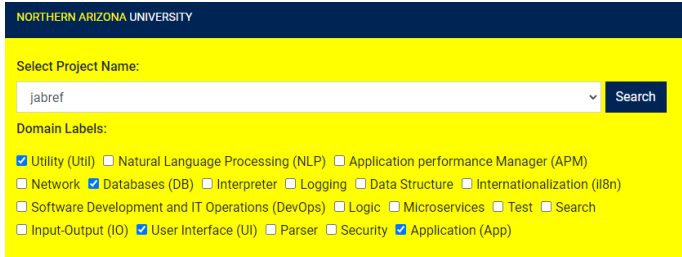 NORTHERN ARIZONA UNIVERSITY
Select Project Name:
jabref Search
Domain Labels:
Utility (Util) Natural Language Processing (NLP) Application performance Manager (APM)
Network Databases (DB) Interpreter Logging Data Structure Internationalization (il8n)
Software Development and IT Operations (DevOps) Logic Microservices Test Search
Input-Output (IO) User Interface (UI) Parser Security Application (App)